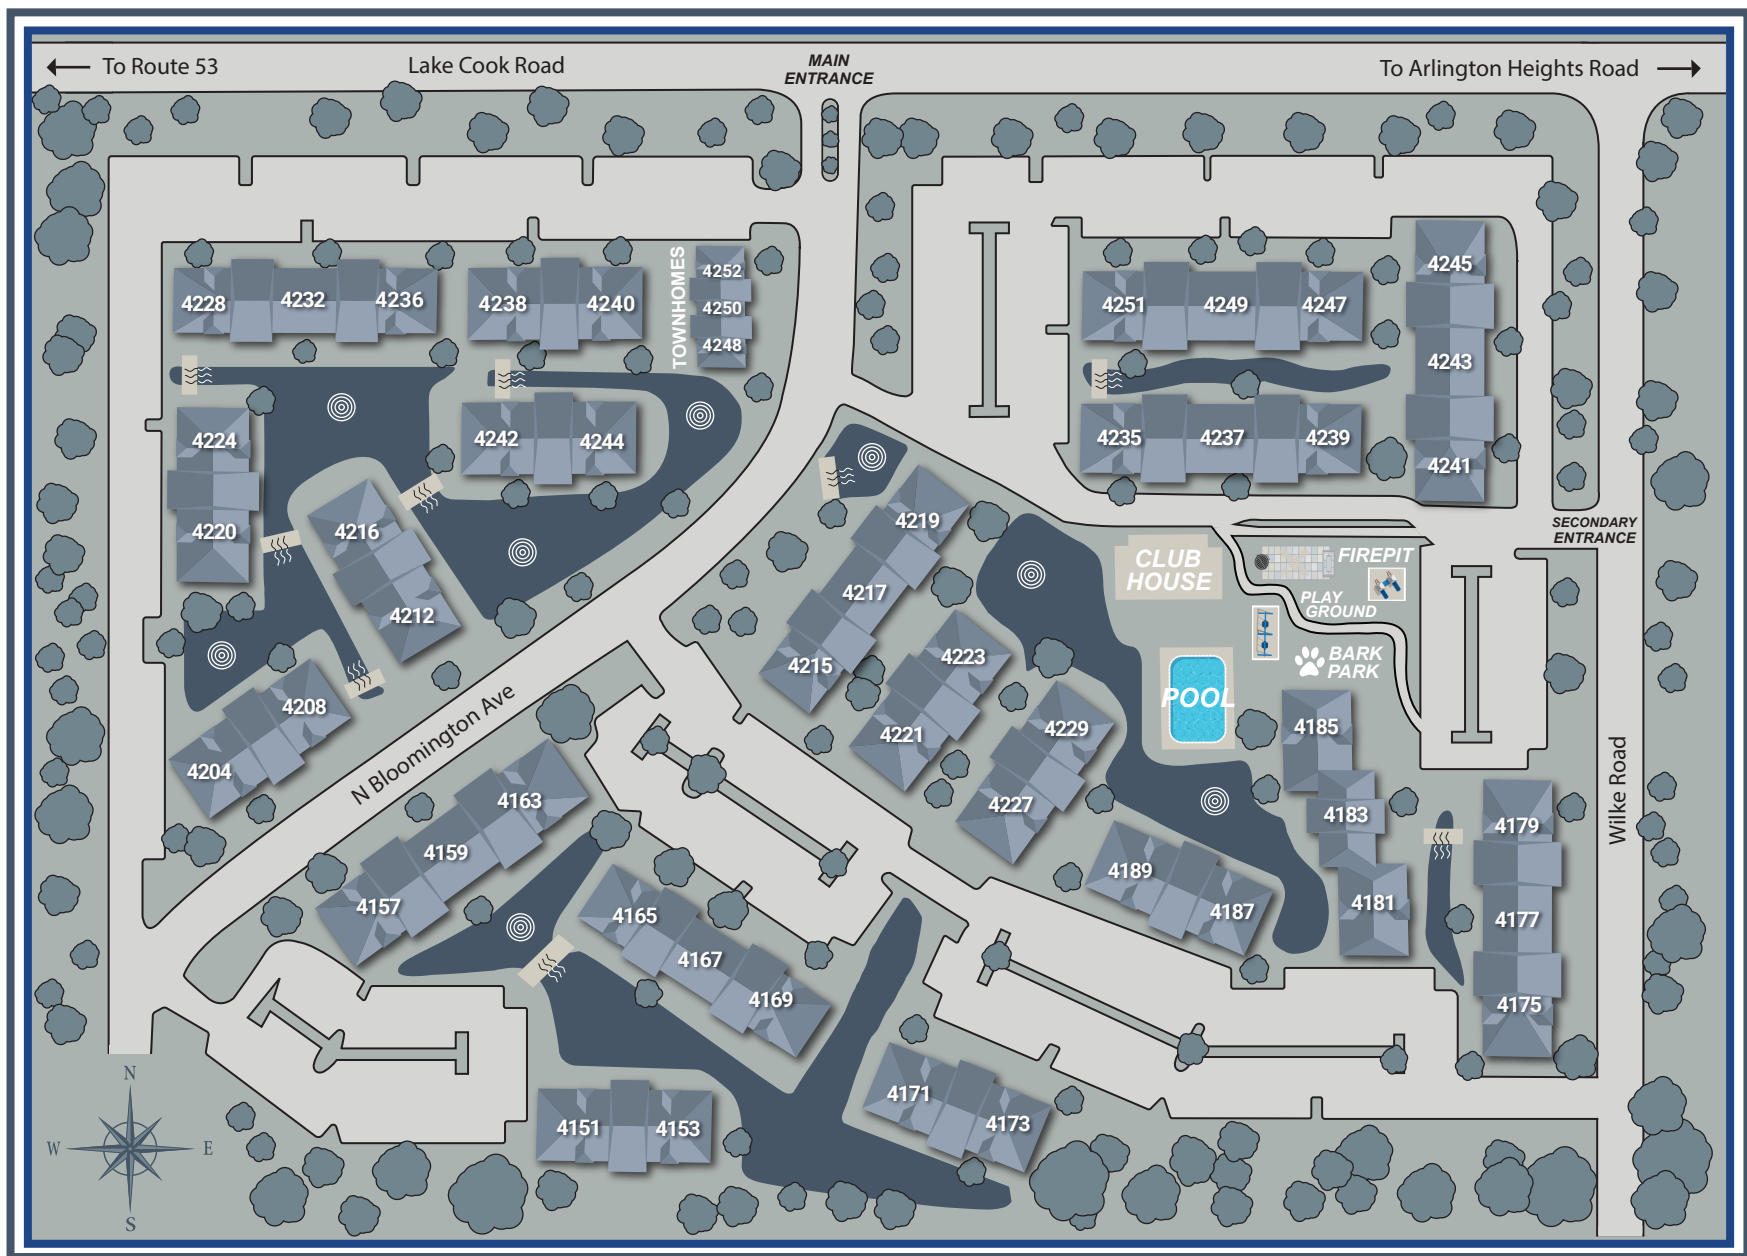 To Route 53
Lake Cook Road
MAIN
ENTRANCE
To Arlington Heights Road
4228
4232
4236
4238
4240
TOWNHOMES
4252
4250
4248
4251
4249
4247
4245
4243
4241
4235
4237
4239
4224
4220
4242
4244
4216
4212
4208
4204
4219
4217
4215
4223
4221
4229
4227
CLUB
HOUSE
FIREPIT
PLAY
GROUND
BARK
PARK
POOL
SECONDARY
ENTRANCE
N Bloomington Ave
Wilke Road
4185
4183
4181
4179
4177
4175
4189
4187
4163
4159
4157
4165
4167
4169
4171
4173
4151
4153
N
W
E
S